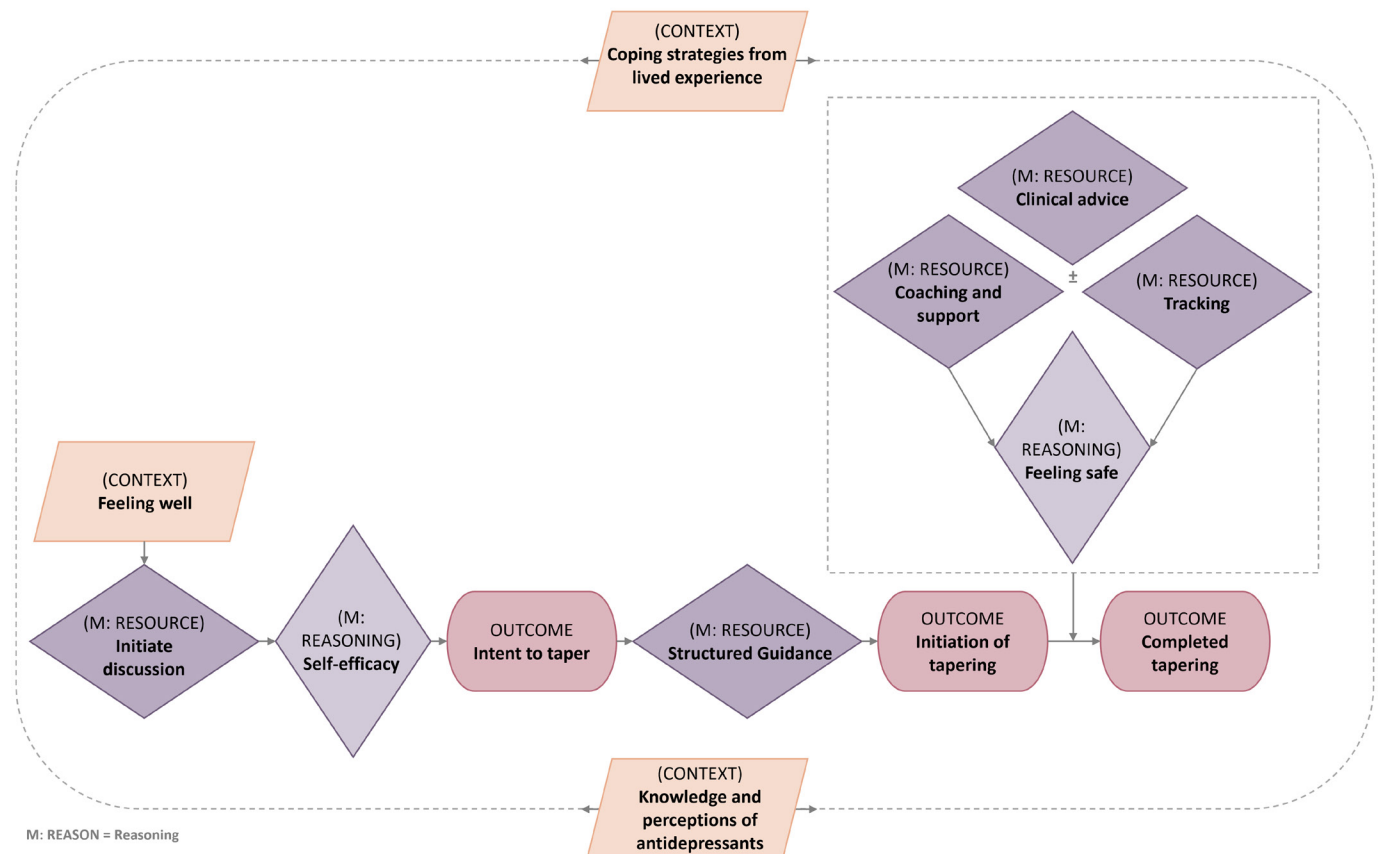 (CONTEXT)
Coping strategies from
lived experience
(M: RESOURCE)
Clinical advice
(M: RESOURCE)
Coaching and
support
±
(M: RESOURCE)
Tracking
(M:
REASONING)
Feeling safe
(CONTEXT)
Feeling well
(M: RESOURCE)
Initiate
discussion
(M:
REASONING)
Self-efficacy
OUTCOME
Intent to taper
(M: RESOURCE)
Structured Guidance
OUTCOME
Initiation of
tapering
OUTCOME
Completed
tapering
(CONTEXT)
Knowledge and
perceptions of
antidepressants
M: REASON = Reasoning